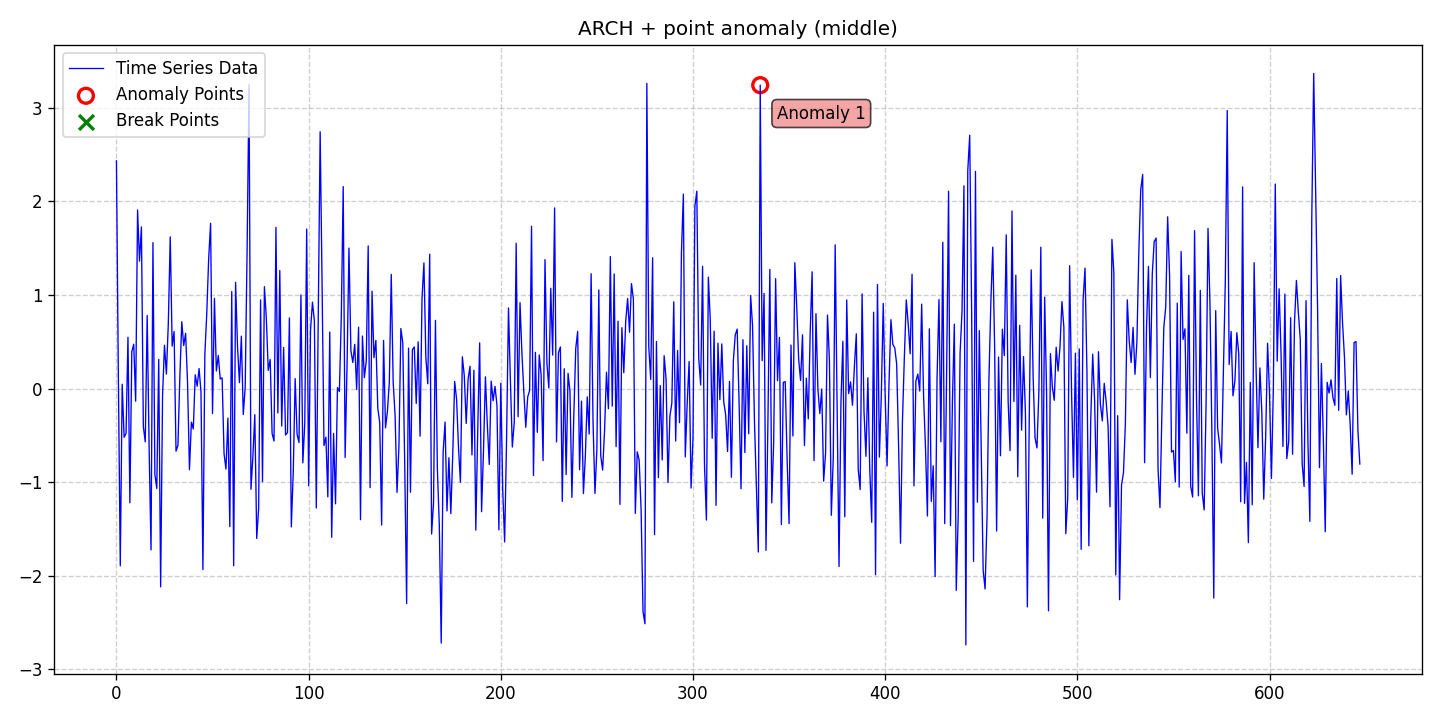 ARCH + point anomaly (middle)
Time Series Data
Anomaly Points
Break Points
Anomaly 1
3
2
1
0
−1
−2
−3
0 100 200 300 400 500 600